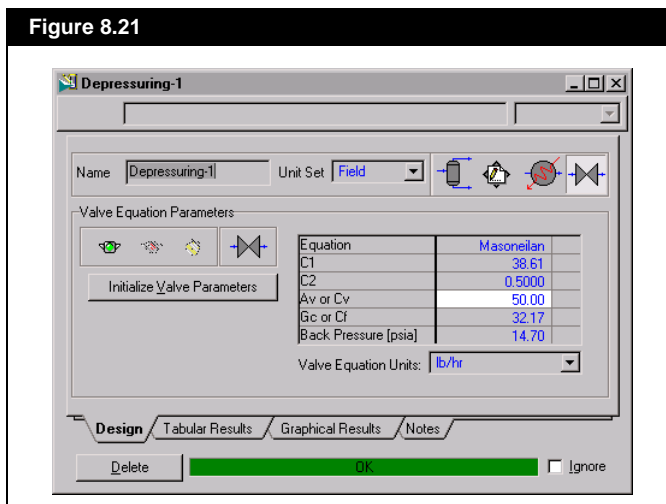 Figure 8.21
Depressuring-1
Name Depressuring-1 Unit Set Field
Valve Equation Parameters
Initialize Valve Parameters
Equation Masoneilan
C1 38.61
C2 0.5000
Av or Cv 50.00
Gc or Cf 32.17
Back Pressure [psia] 14.70
Valve Equation Units: lb/hr
Design Tabular Results Graphical Results Notes
Delete OK Ignore